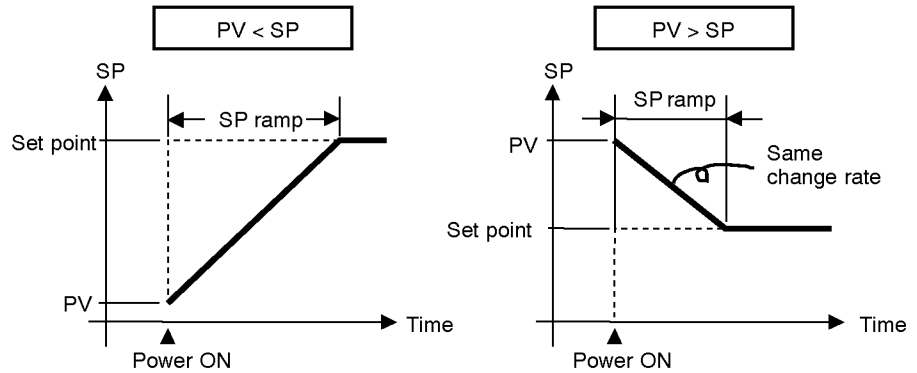 PV < SP
SP
SP ramp
Set point
PV
Time
Power ON
PV > SP
SP
SP ramp
PV
Same
change rate
Set point
Time
Power ON